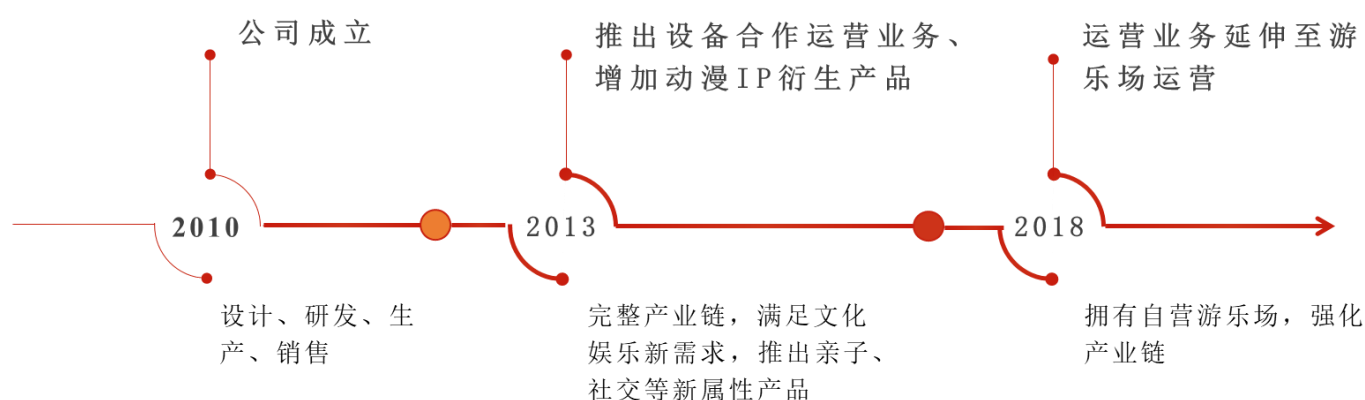 公司成立
推出设备合作运营业务、
增加动漫IP衍生产品
运营业务延伸至游
乐场运营
2010
2013
2018
设计、研发、生
产、销售
完整产业链，满足文化
娱乐新需求，推出亲子、
社交等新属性产品
拥有自营游乐场，强化
产业链